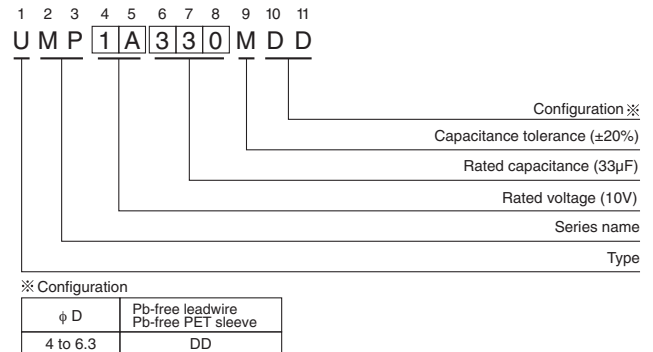 1 2 3 4 5 6 7 8 9 10 11
U M P 1 A 3 3 0 M D D
Configuration※
Capacitance tolerance (±20%)
Rated capacitance (33µF)
Rated voltage (10V)
Series name
Type
※ Configuration
ϕ D
Pb-free leadwire
Pb-free PET sleeve
4 to 6.3
DD